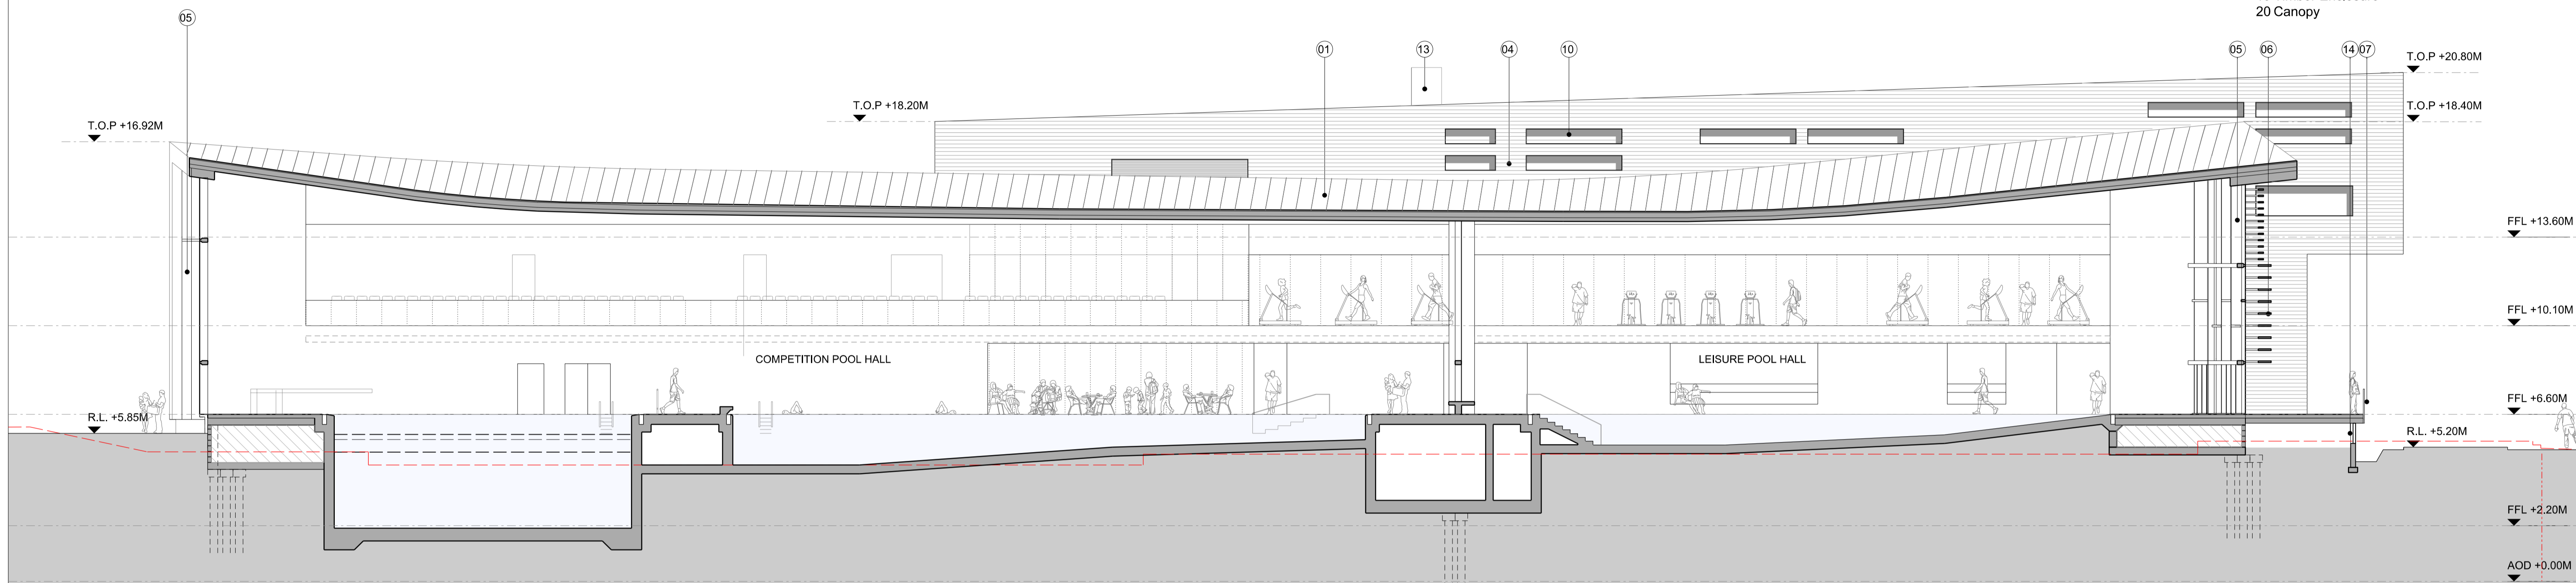 20 Canopy
05
01
13
04
10
05
06
14
07
T.O.P +20.80M
T.O.P +18.20M
T.O.P +18.40M
T.O.P +16.92M
FFL +13.60M
FFL +10.10M
COMPETITION POOL HALL
LEISURE POOL HALL
FFL +6.60M
R.L. +5.85M
R.L. +5.20M
FFL +2.20M
AOD +0.00M